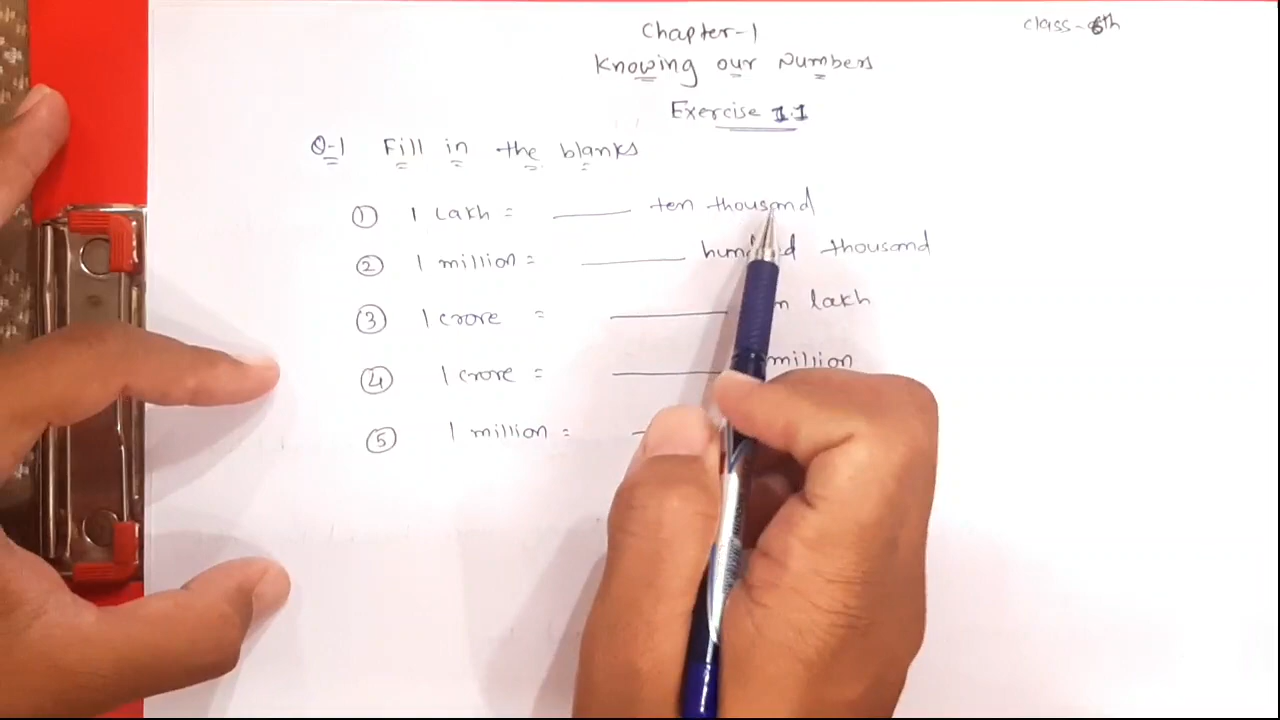 Chapter-1
class-6th
Knowing our Numbers
Exercise 1.1
Q-1 Fill in the blanks
① 1 Lakh = ______ ten thousand
② 1 million = ______ thousand
③ 1 crore = ______ lakh
④ 1 crore = ______ million
⑤ 1 million =